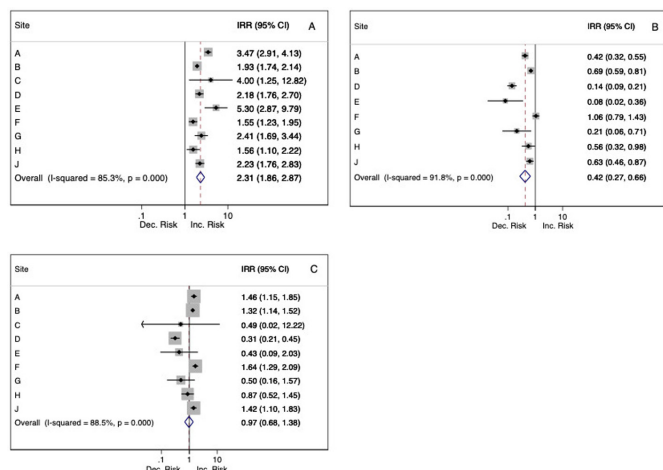 Site IRR (95% CI) A
A 3.47 (2.91, 4.13)
B 1.93 (1.74, 2.14)
C 4.00 (1.25, 12.82)
D 2.18 (1.76, 2.70)
E 5.30 (2.87, 9.79)
F 1.55 (1.23, 1.95)
G 2.41 (1.69, 3.44)
H 1.56 (1.10, 2.22)
J 2.23 (1.76, 2.83)
Overall (I-squared = 85.3%, p = 0.000) 2.31 (1.86, 2.87)
.1 1 10
Dec. Risk Inc. Risk
Site IRR (95% CI) B
A 0.42 (0.32, 0.55)
B 0.69 (0.59, 0.81)
D 0.14 (0.09, 0.21)
E 0.08 (0.02, 0.36)
F 1.06 (0.79, 1.43)
G 0.21 (0.06, 0.71)
H 0.56 (0.32, 0.98)
J 0.63 (0.46, 0.87)
Overall (I-squared = 91.8%, p = 0.000) 0.42 (0.27, 0.66)
.1 1 10
Dec. Risk Inc. Risk
Site IRR (95% CI) C
A 1.46 (1.15, 1.85)
B 1.32 (1.14, 1.52)
C 0.49 (0.02, 12.22)
D 0.31 (0.21, 0.45)
E 0.43 (0.09, 2.03)
F 1.64 (1.29, 2.09)
G 0.50 (0.16, 1.57)
H 0.87 (0.52, 1.45)
J 1.42 (1.10, 1.83)
Overall (I-squared = 88.5%, p = 0.000) 0.97 (0.68, 1.38)
.1 1 10
Dec. Risk Inc. Risk